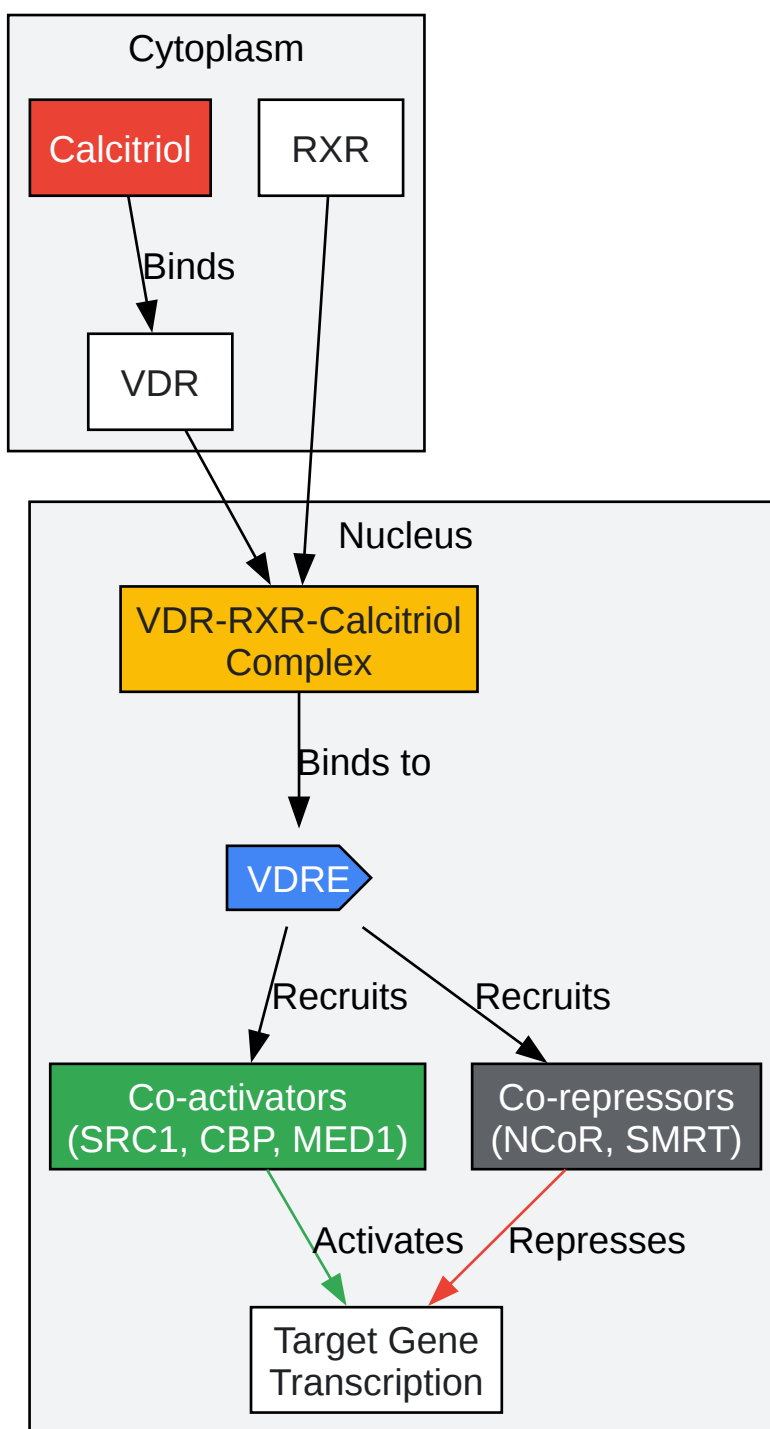 Cytoplasm
Calcitriol
RXR
Binds
VDR
Nucleus
VDR-RXR-Calcitriol
Complex
Binds to
VDRE
Recruits
Recruits
Co-activators
(SRC1, CBP, MED1)
Co-repressors
(NCoR, SMRT)
Activates
Represses
Target Gene
Transcription